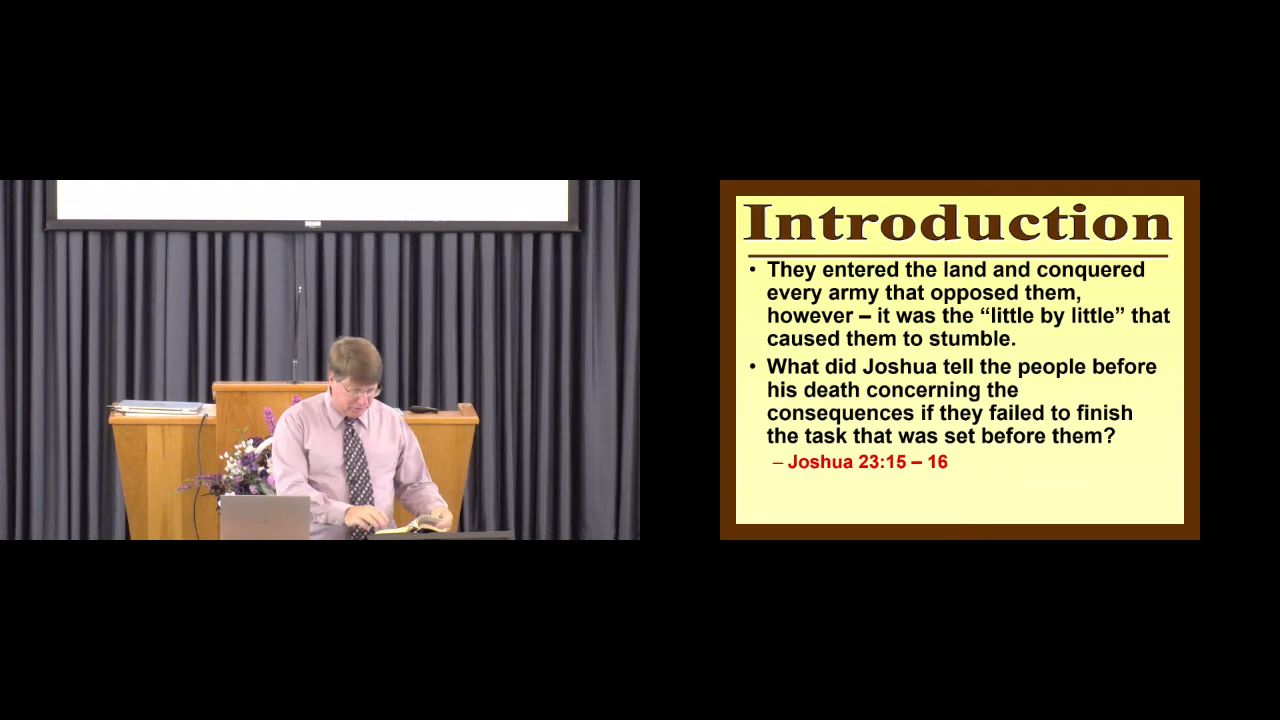 Introduction
• They entered the land and conquered
every army that opposed them,
however – it was the “little by little” that
caused them to stumble.
• What did Joshua tell the people before
his death concerning the
consequences if they failed to finish
the task that was set before them?
– Joshua 23:15 – 16